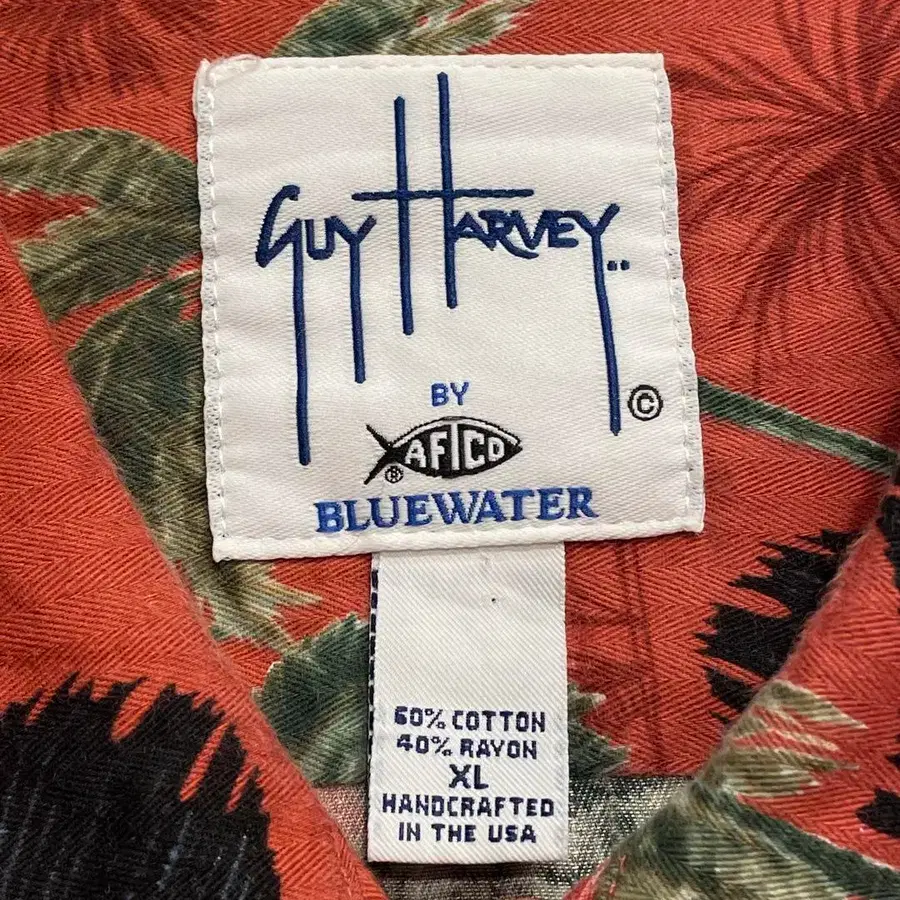 GUY HARVEY..
©
BY
AFTCO
®
BLUEWATER
60% COTTON
40% RAYON
XL
HANDCRAFTED
IN THE USA